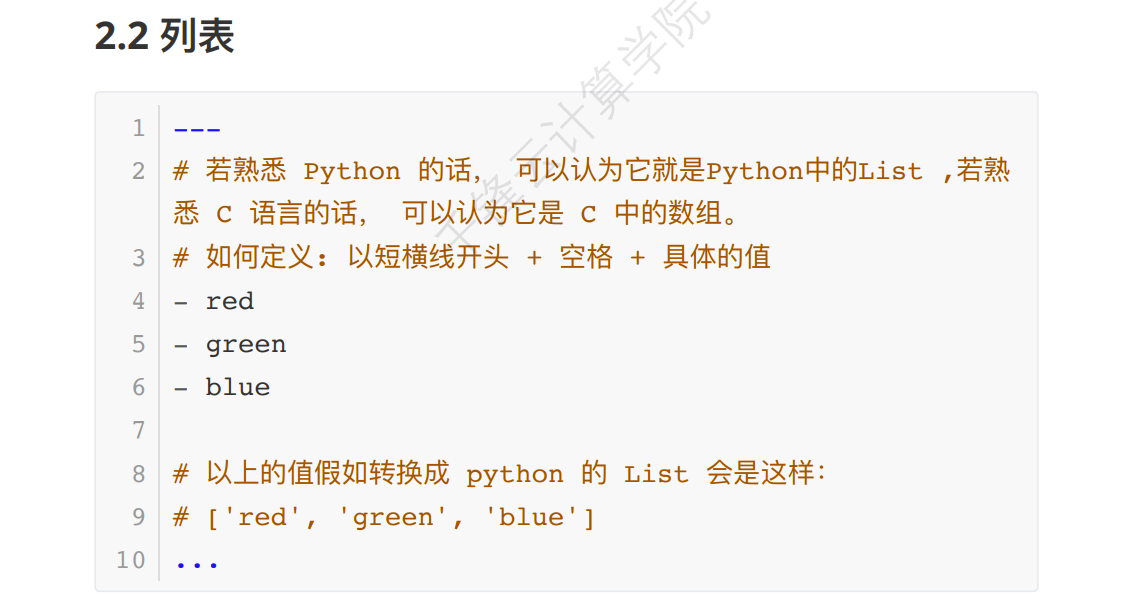 2.2 列表
1 ---
2 # 若熟悉 Python 的话， 可以认为它就是Python中的List ,若熟
悉 C 语言的话， 可以认为它是 C 中的数组。
3 # 如何定义：以短横线开头 + 空格 + 具体的值
4 - red
5 - green
6 - blue
7
8 # 以上的值假如转换成 python 的 List 会是这样：
9 # ['red', 'green', 'blue']
10 ...
千锋云计算学院